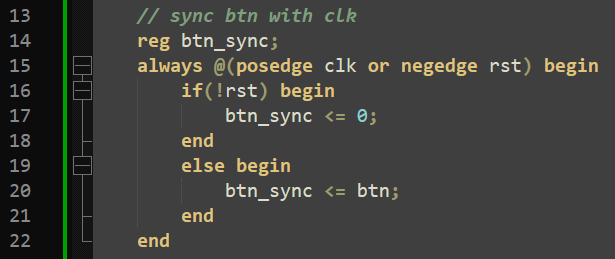 13 // sync btn with clk
14 reg btn_sync;
15 always @(posedge clk or negedge rst) begin
16 if(!rst) begin
17 btn_sync <= 0;
18 end
19 else begin
20 btn_sync <= btn;
21 end
22 end